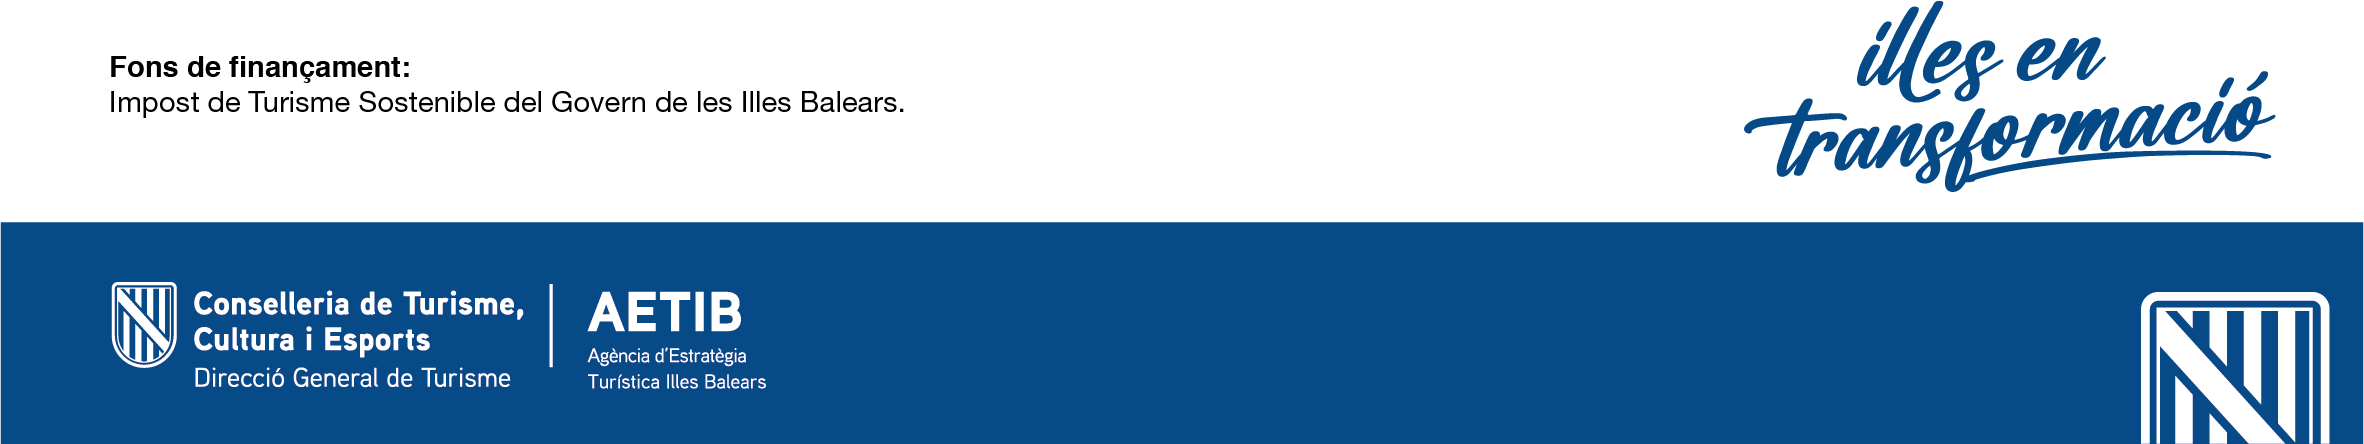 Fons de finançament:
Impost de Turisme Sostenible del Govern de les Illes Balears.
illes en
transformació
Conselleria de Turisme,
Cultura i Esports
Direcció General de Turisme
AETIB
Agència d'Estratègia
Turística Illes Balears